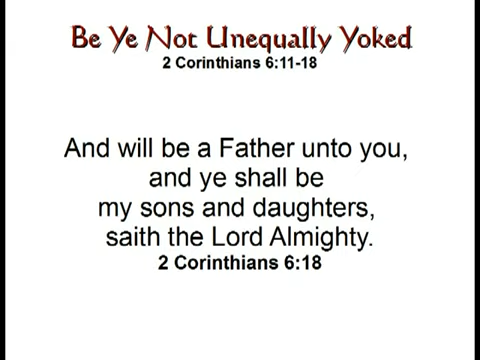 Be Ye Not Unequally Yoked
2 Corinthians 6:11-18
And will be a Father unto you,
and ye shall be
my sons and daughters,
saith the Lord Almighty.
2 Corinthians 6:18